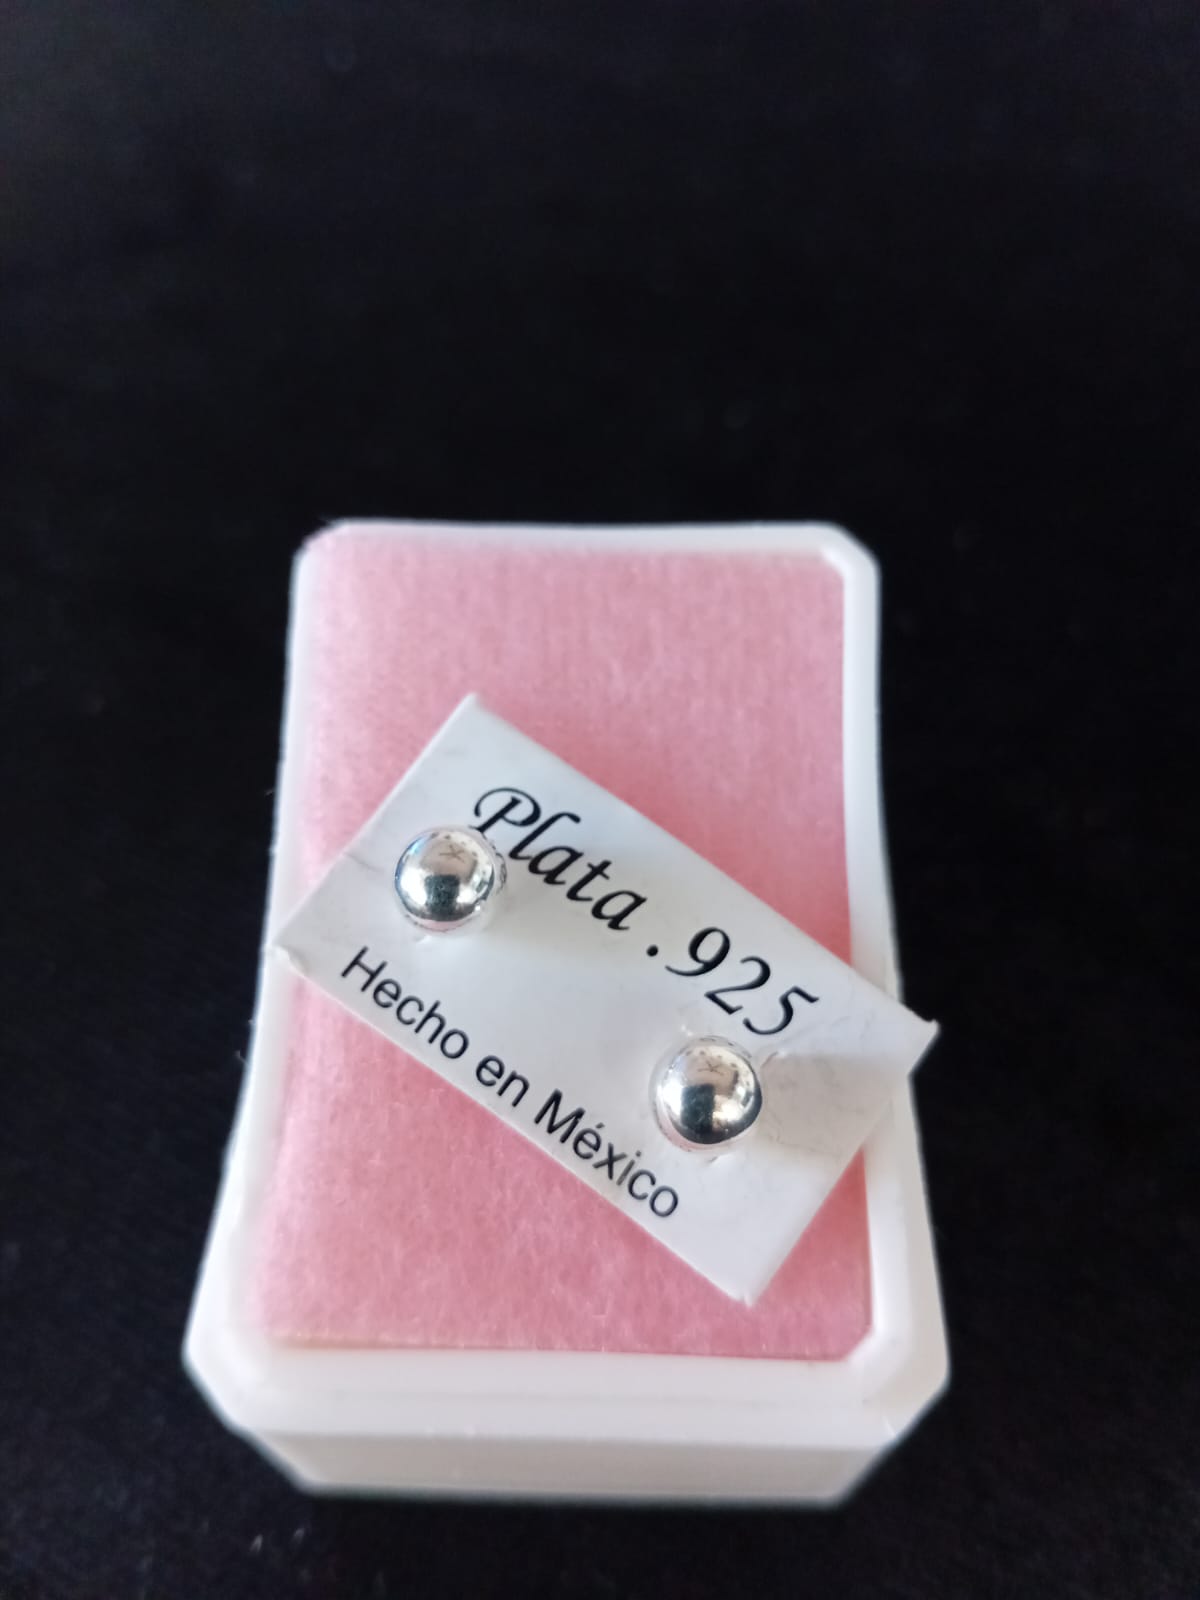 Plata .925
Hecho en México